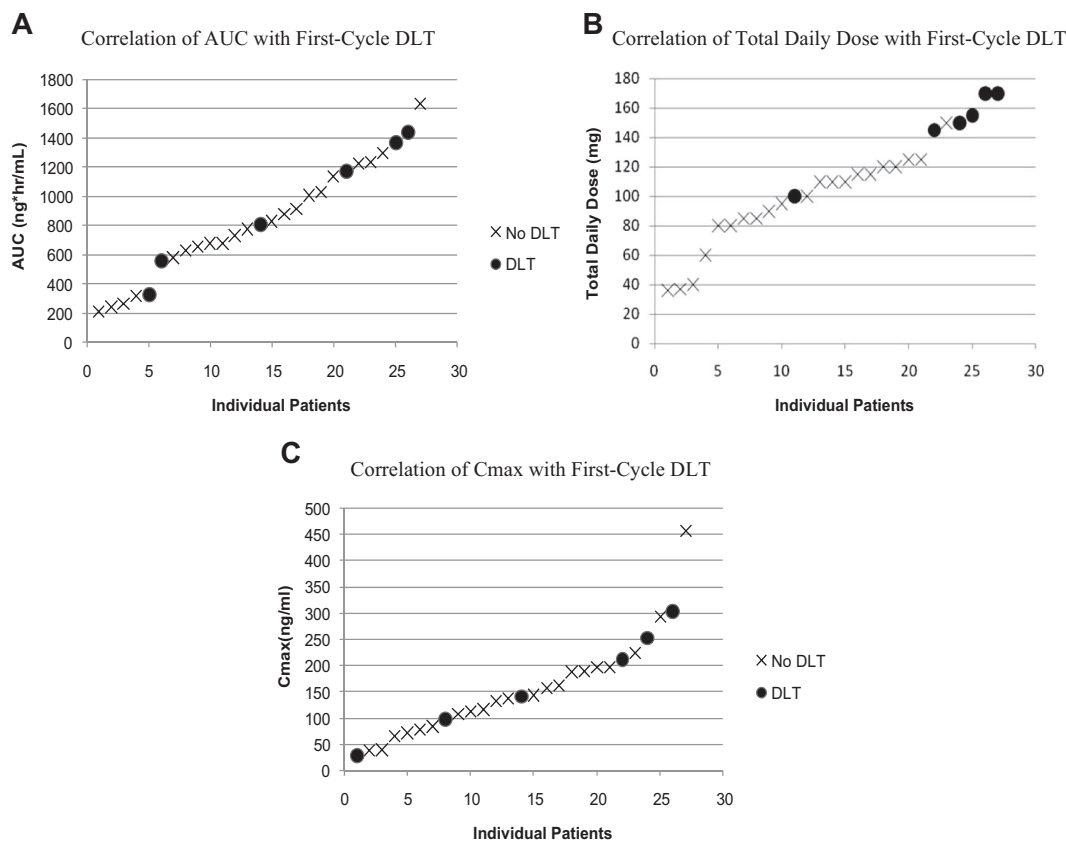 A
Correlation of AUC with First-Cycle DLT
1800
1600
1400
1200
1000
800
600
400
200
0
AUC (ng*hr/mL)
0 5 10 15 20 25 30
Individual Patients
No DLT
DLT
B
Correlation of Total Daily Dose with First-Cycle DLT
180
160
140
120
100
80
60
40
20
0
Total Daily Dose (mg)
0 5 10 15 20 25 30
Individual Patients
C
Correlation of Cmax with First-Cycle DLT
500
450
400
350
300
250
200
150
100
50
0
Cmax(ng/ml)
0 5 10 15 20 25 30
Individual Patients
No DLT
DLT